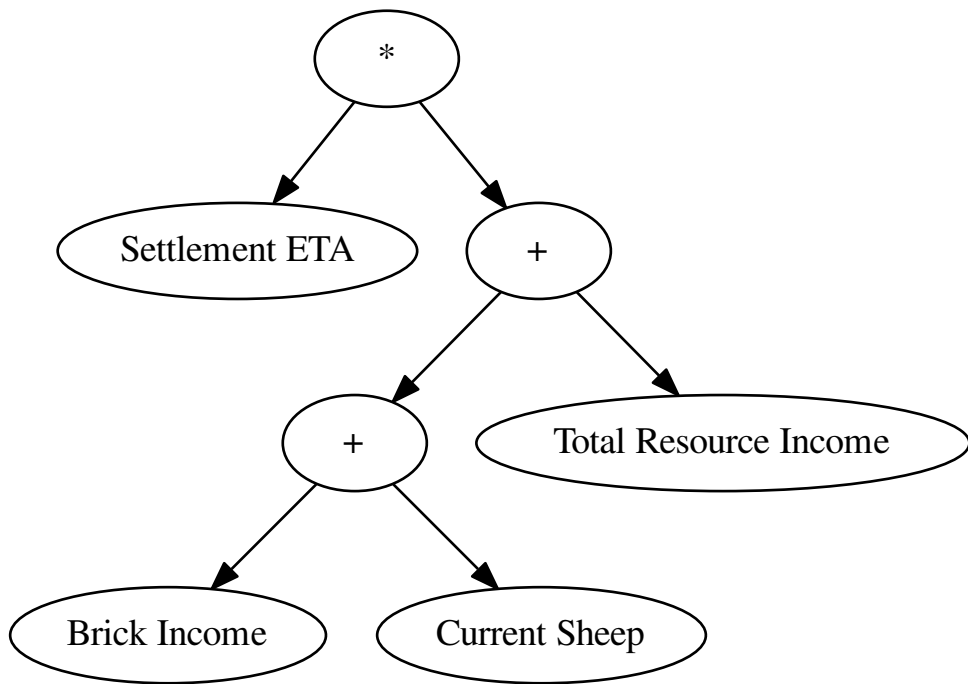 *
Settlement ETA
+
+
Total Resource Income
Brick Income
Current Sheep